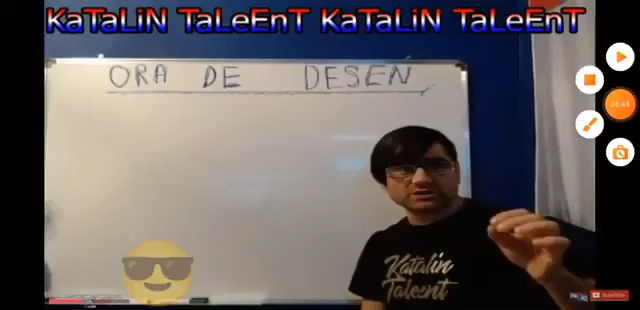 KaTaLiN TaLeEnT KaTaLiN TaLeEnT
ORA DE DESEN
Katalin
Taleent